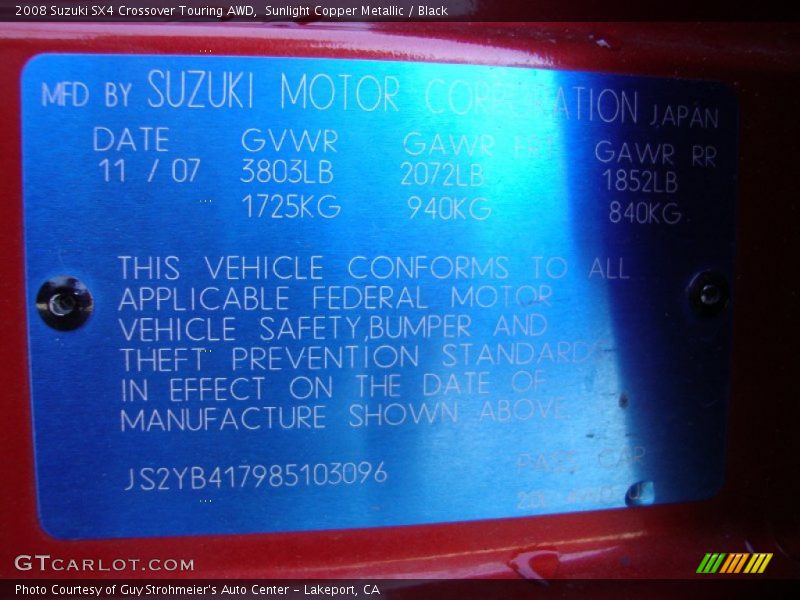 2008 Suzuki SX4 Crossover Touring AWD,  Sunlight Copper Metallic / Black
MFD BY SUZUKI MOTOR CORPORATION JAPAN
DATE GVWR GAWR FRT GAWR RR
11 / 07 3803LB 2072LB 1852LB
1725KG 940KG 840KG
THIS VEHICLE CONFORMS TO ALL
APPLICABLE FEDERAL MOTOR
VEHICLE SAFETY,BUMPER AND
THEFT PREVENTION STANDARDS
IN EFFECT ON THE DATE OF
MANUFACTURE SHOWN ABOVE.
JS2YB417985103096
PASS CAR
GTCARLOT.COM
Photo Courtesy of Guy Strohmeier's Auto Center - Lakeport, CA